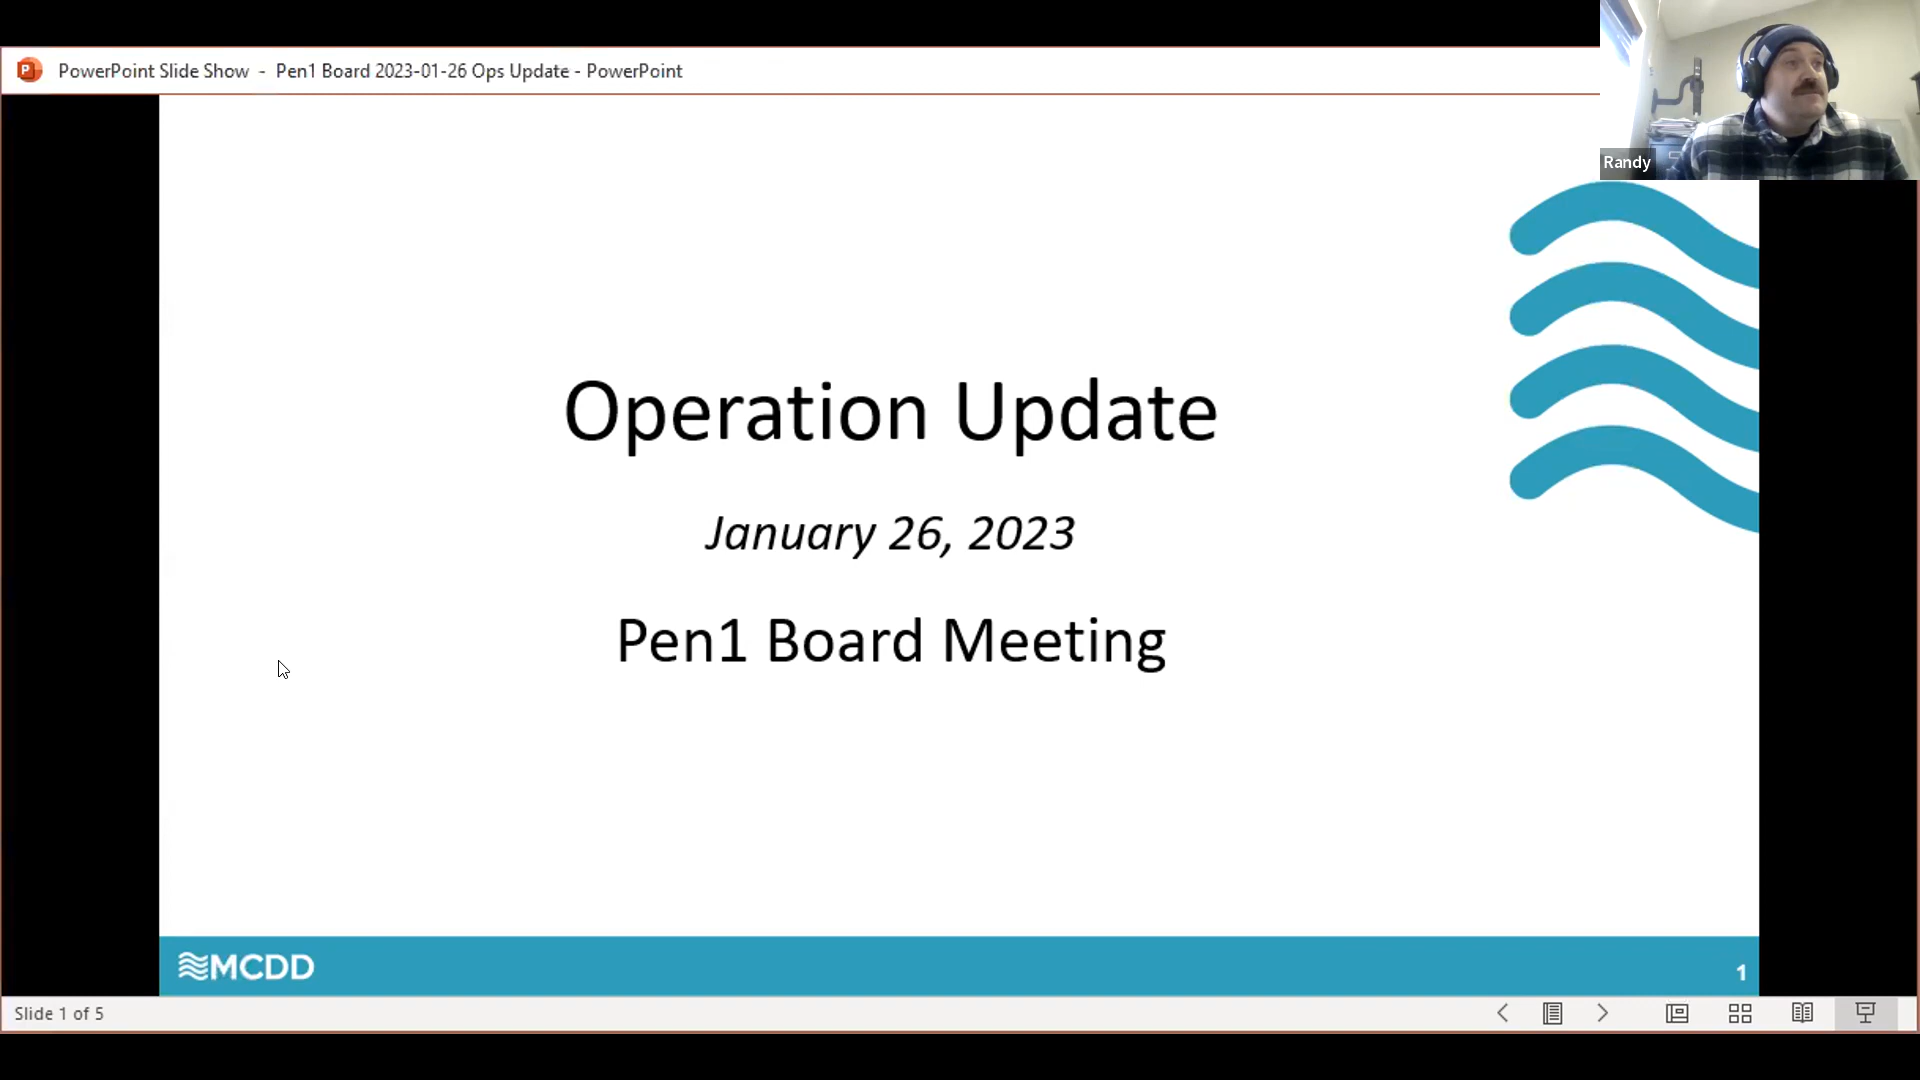 PowerPoint Slide Show - Pen1 Board 2023-01-26 Ops Update - PowerPoint
Randy
Operation Update
January 26, 2023
Pen1 Board Meeting
MCDD
1
Slide 1 of 5